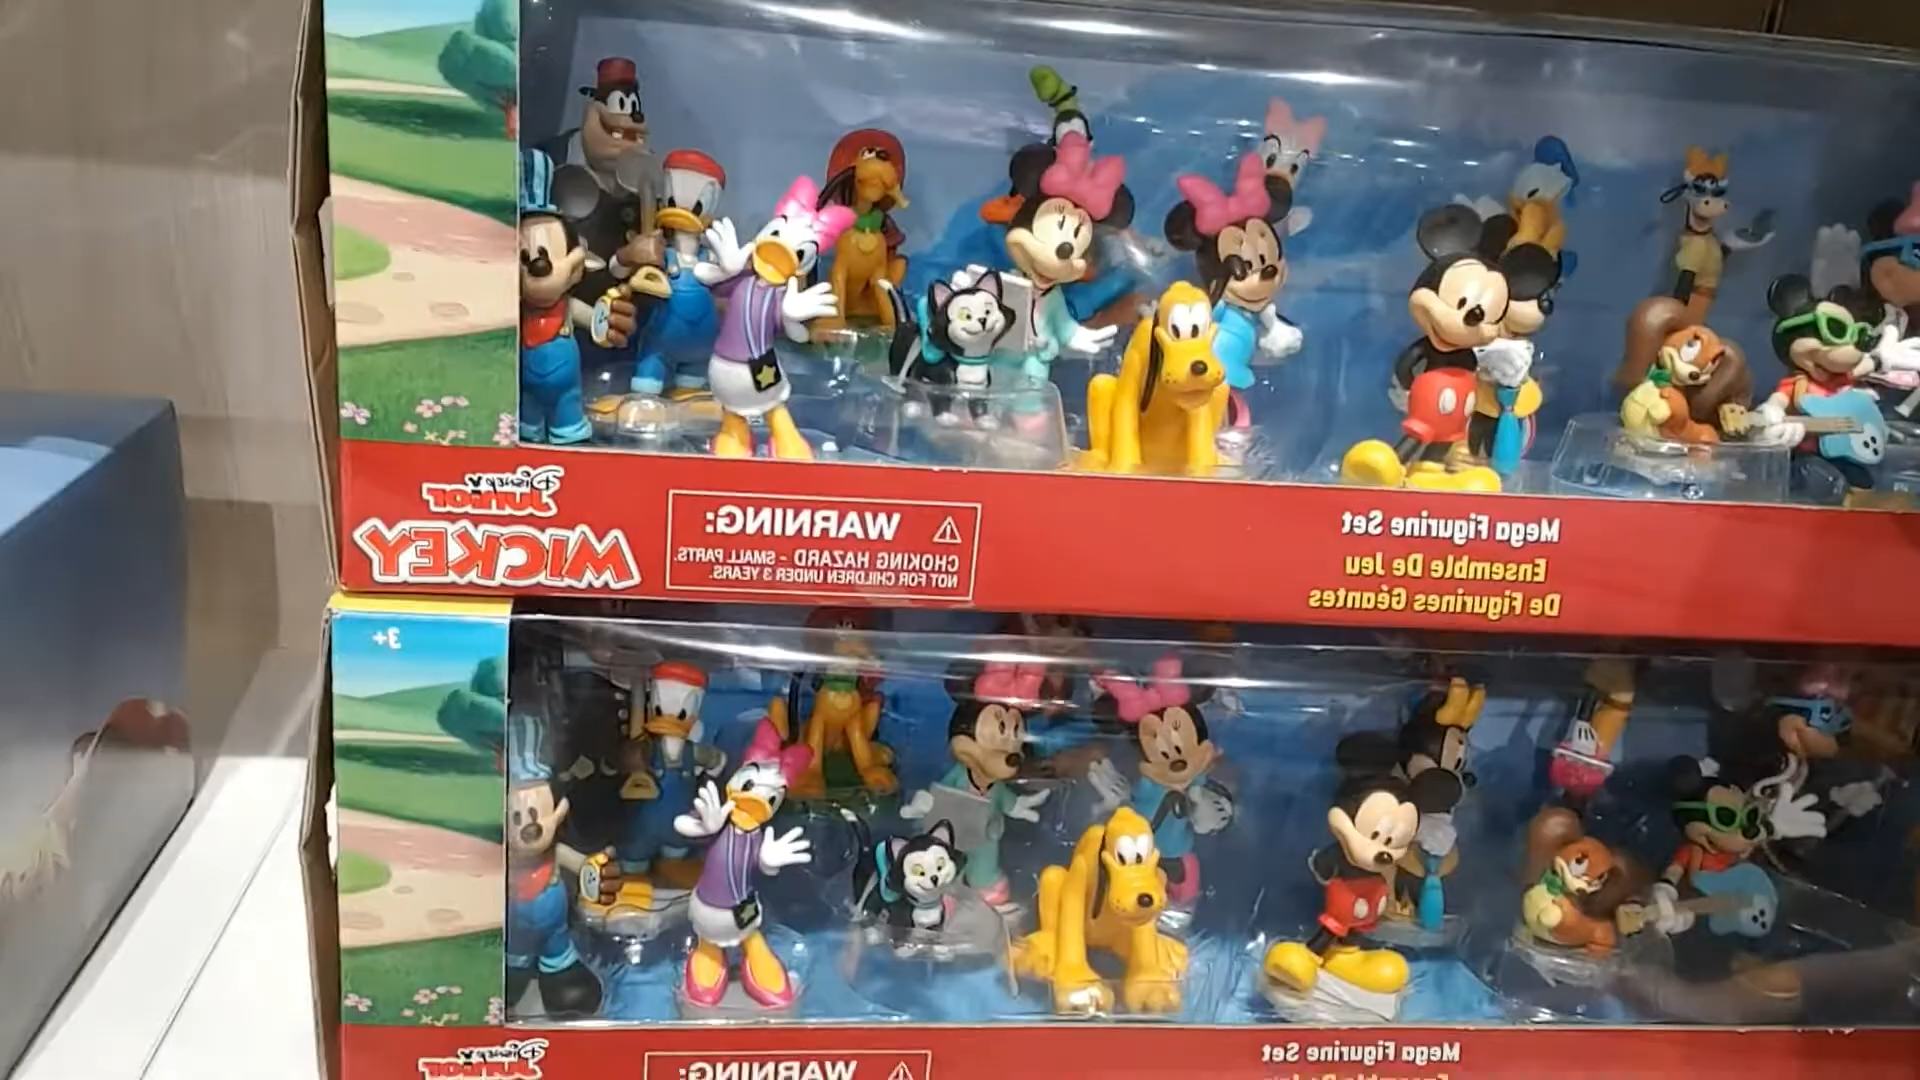 Disney
JUNIOR
MICKEY
WARNING:
CHOKING HAZARD - SMALL PARTS.
NOT FOR CHILDREN UNDER 3 YEARS.
Mega Figurine Set
Ensemble De Jeu
De Figurines Géantes
3+
Disney
JUNIOR
WARNING:
Mega Figurine Set